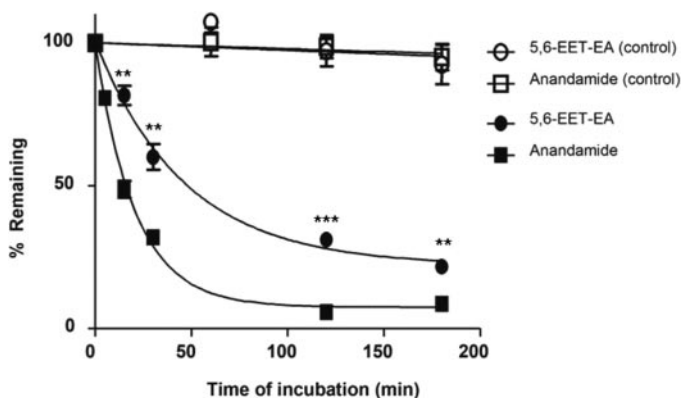 100
50
0
% Remaining
**
**
***
**
0
50
100
150
200
Time of incubation (min)
5,6-EET-EA (control)
Anandamide (control)
5,6-EET-EA
Anandamide